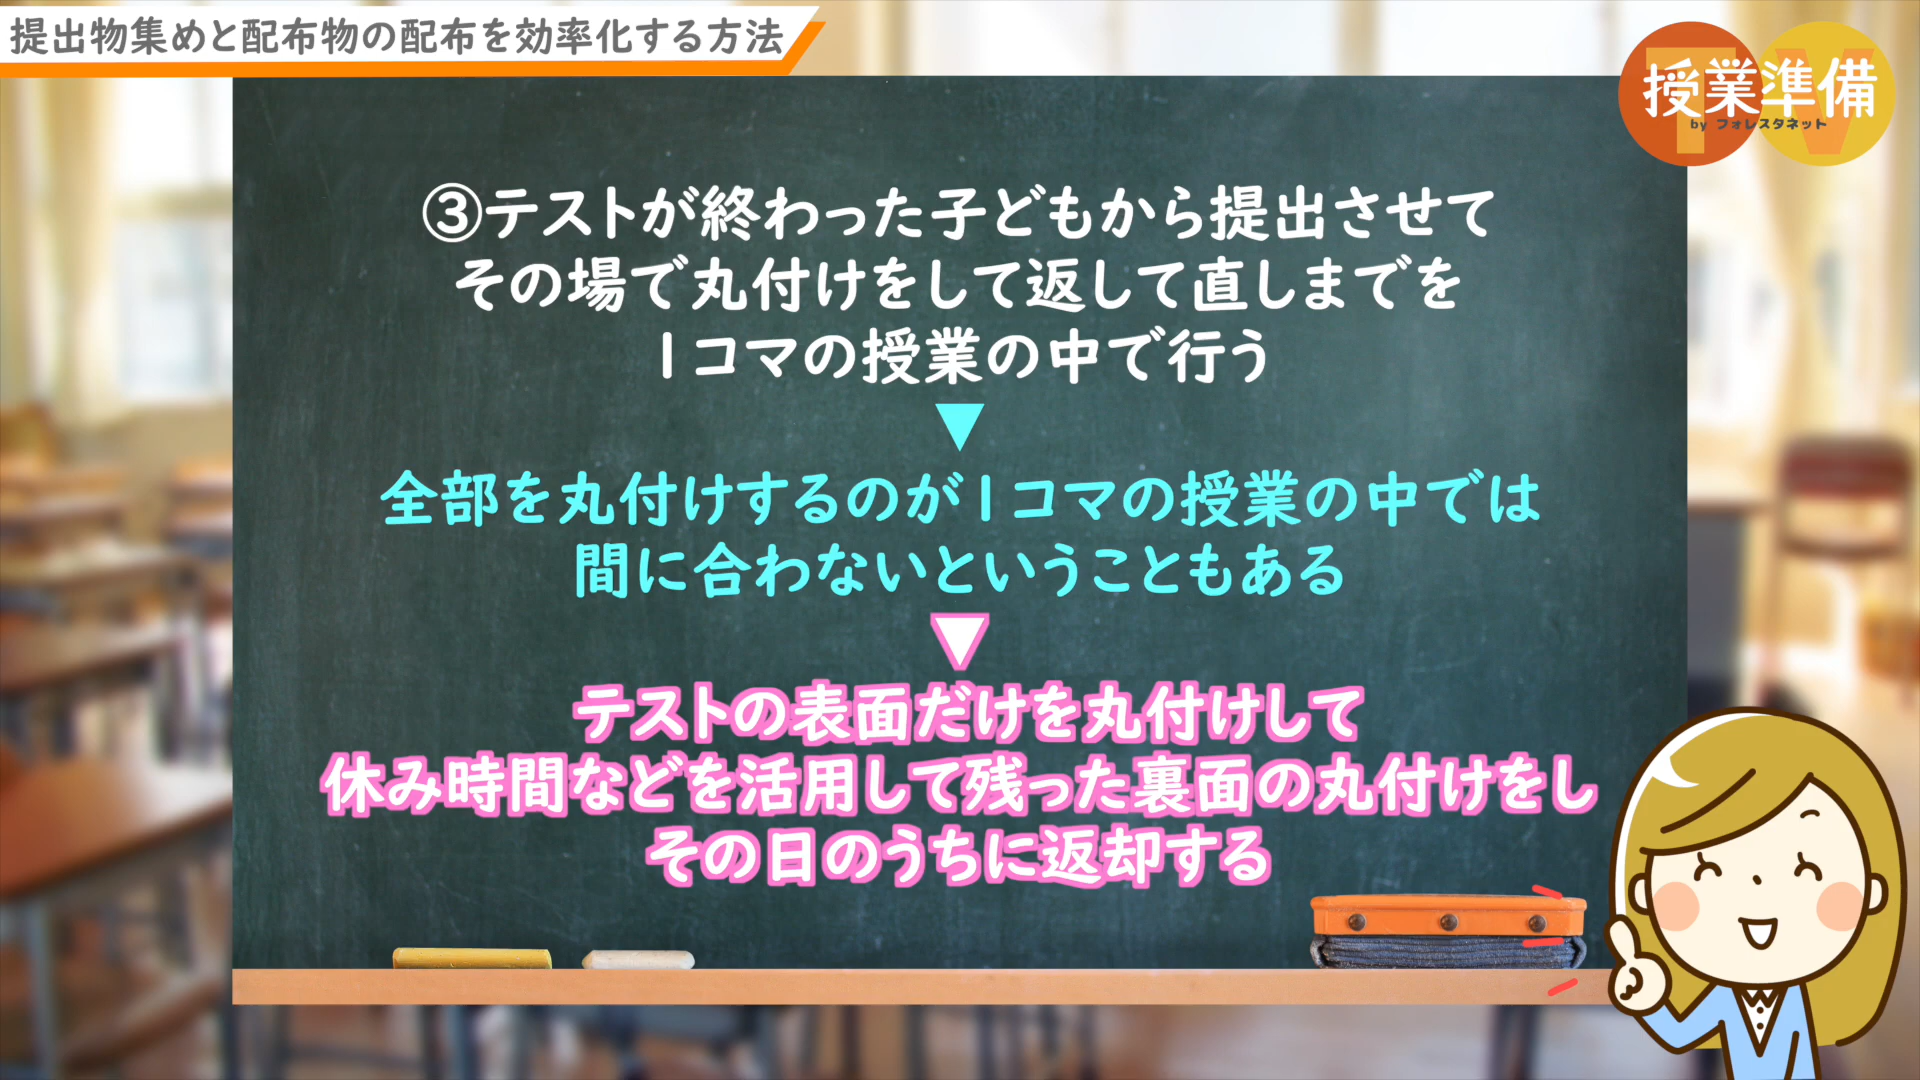 提出物集めと配布物の配布を効率化する方法
TV
授業準備
by フォレスタネット
③テストが終わった子どもから提出させて
その場で丸付けをして返して直しまでを
1コマの授業の中で行う
▼
全部を丸付けするのが1コマの授業の中では
間に合わないということもある
▼
テストの表面だけを丸付けして
休み時間などを活用して残った裏面の丸付けをし
その日のうちに返却する